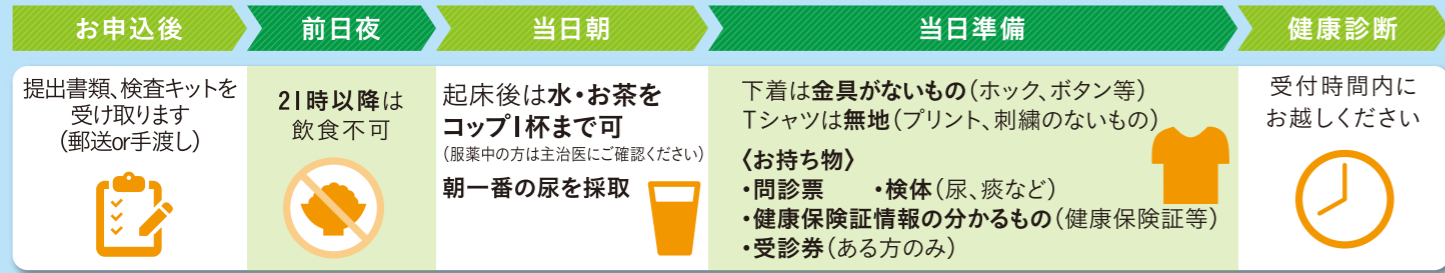 お申込後
前日夜
当日朝
当日準備
健康診断
提出書類、検査キットを
受け取ります
(郵送or手渡し)
21時以降は
飲食不可
起床後は水・お茶を
コップ1杯まで可
(服薬中の方は主治医にご確認ください)
朝一番の尿を採取
下着は金具がないもの(ホック、ボタン等)
Tシャツは無地(プリント、刺繍のないもの)
〈お持ち物〉
・問診票 ・検体(尿、痰など)
・健康保険証情報の分かるもの(健康保険証等)
・受診券(ある方のみ)
受付時間内に
お越しください